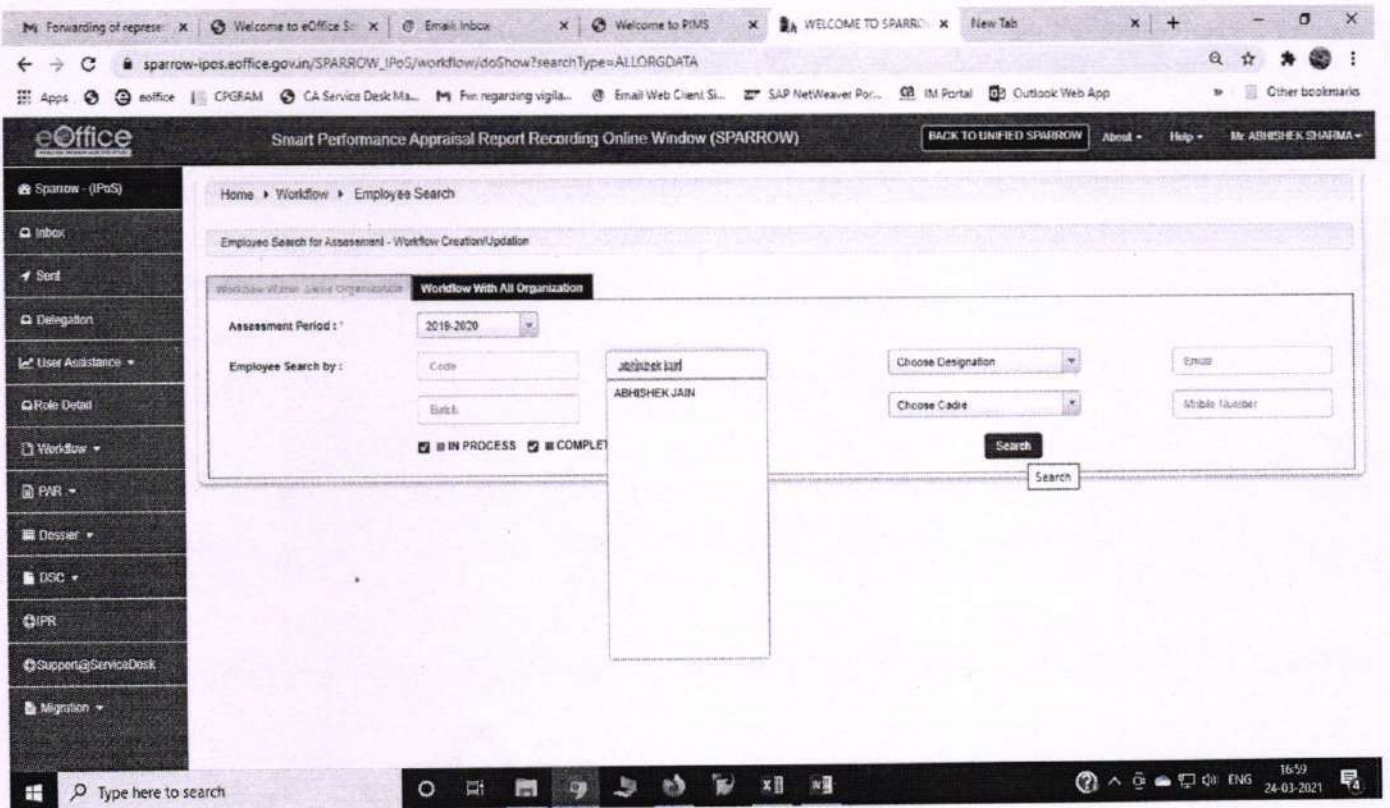 Forwarding of represe
Welcome to eOffice S
Email: Inbox
Welcome to PIMS
WELCOME TO SPARRO
New Tab
sparrow-ipos.eoffice.gov.in/SPARROW_IPoS/workflow/doShow?searchType=ALLORGDATA
Apps
eoffice
CPGRAM
CA Service Desk Ma...
Fw: regarding vigila...
Email Web Client Si...
SAP NetWeaver Por...
IM Portal
Outlook Web App
Other bookmarks
eOffice
Smart Performance Appraisal Report Recording Online Window (SPARROW)
BACK TO UNIFIED SPARROW
About
Help
Mr. ABHISHEK SHARMA
Sparrow - (IPoS)
Inbox
Sent
Delegation
User Assistance
Role Detail
Workflow
PAR
Dossier
DSC
IPR
Support@ServiceDesk
Migration
Home ▸ Workflow ▸ Employee Search
Employee Search for Assessment - Workflow Creation/Updation
Workflow Within Same Organization
Workflow With All Organization
Assessment Period : *
2019-2020
Employee Search by :
Code
ABHISHEK JAIN
Choose Designation
Email
Batch
Choose Cadre
Mobile Number
IN PROCESS
COMPLET
Search
Search
Type here to search
ENG
16:59
24-03-2021